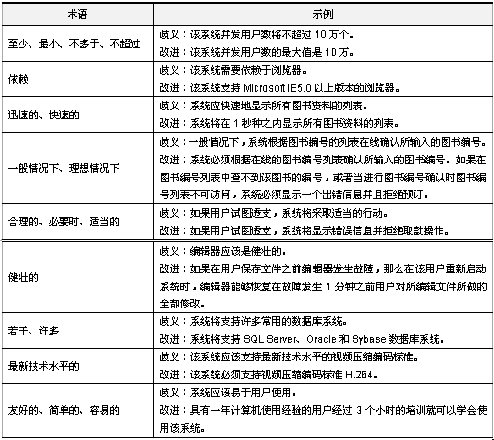 术语 示例
至少、最小、不多于、不超过
歧义：该系统并发用户数将不超过 10 万个。
改进：该系统并发用户数的最大值是 10 万。
依赖
歧义：该系统需要依赖于浏览器。
改进：该系统支持 Microsoft IE5.0 以上版本的浏览器。
迅速的、快速的
歧义：系统应快速地显示所有图书资料的列表。
改进：系统将在 1 秒种之内显示所有图书资料的列表。
一般情况下、理想情况下
歧义：一般情况下，系统根据图书编号的列表在线确认所输入的图书编号。
改进：系统必须根据在线的图书编号列表确认所输入的图书编号。如果在
图书编号列表中查不到该图书的编号，或者当进行图书编号确认时图书编
号列表不可访问，系统必须显示一个出错信息并且拒绝预订。
合理的、必要时、适当的
歧义：如果用户试图透支，系统将采取适当的行动。
改进：如果用户试图透支，系统将显示错误信息并拒绝取款操作。
健壮的
歧义：编辑器应该是健壮的。
改进：如果在用户保存文件之前编辑器发生故障，那么在该用户重新启动
系统时，编辑器能够恢复在故障发生 1 分钟之前用户对所编辑文件所做的
全部修改。
若干、许多
歧义：系统将支持许多常用的数据库系统。
改进：系统将支持 SQL Server、Oracle 和 Sybase 数据库系统。
最新技术水平的
歧义：该系统应该支持最新技术水平的视频压缩编码标准。
改进：该系统必须支持视频压缩编码标准 H.264。
友好的、简单的、容易的
歧义：系统应该易于用户使用。
改进：具有一年计算机使用经验的用户经过 3 个小时的培训就可以学会使
用该系统。